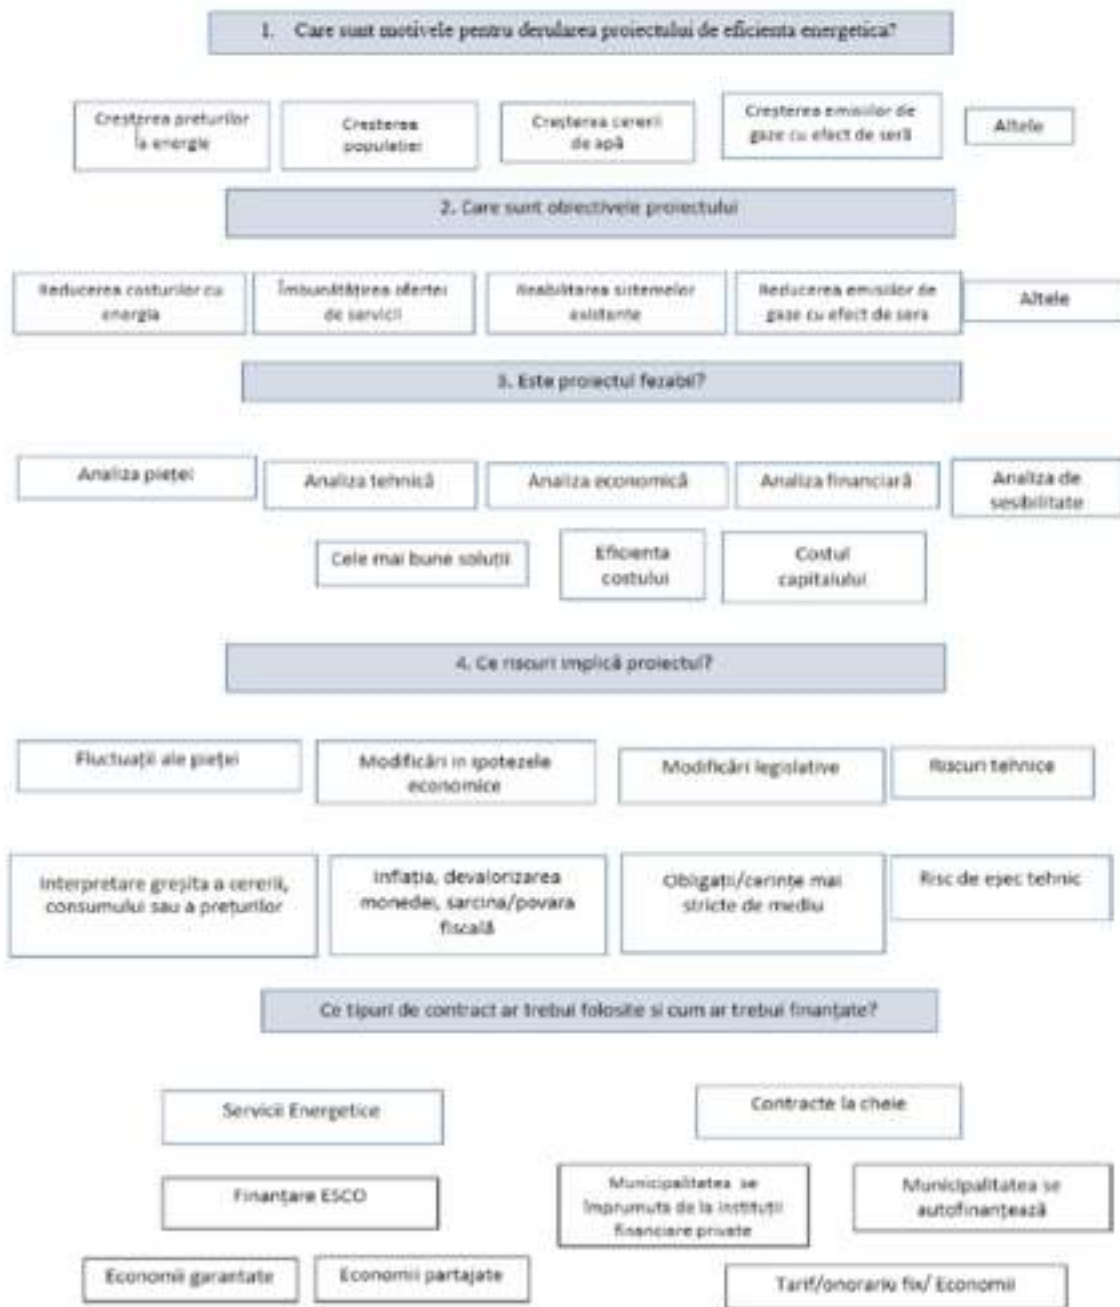 1. Care sunt motivele pentru derularea proiectului de eficienta energetica?
Creșterea preturilor
la energie
Creșterea
populației
Creșterea cererii
de apă
Creșterea emisiilor de
gaze cu efect de seră
Altele
2. Care sunt obiectivele proiectului
Reducerea costurilor cu
energia
Îmbunătățirea ofertei
de servicii
Reabilitarea sistemelor
existente
Reducerea emisiilor de
gaze cu efect de sera
Altele
3. Este proiectul fezabil?
Analiza pieței
Analiza tehnică
Analiza economică
Analiza financiară
Analiza de
sesibilitate
Cele mai bune soluții
Eficienta
costului
Costul
capitalului
4. Ce riscuri implică proiectul?
Fluctuații ale pieței
Modificări in ipotezele
economice
Modificări legislative
Riscuri tehnice
Interpretare greșita a cererii,
consumului sau a prețurilor
Inflația, devalorizarea
monedei, sarcina/povara
fiscală
Obligații/cerințe mai
stricte de mediu
Risc de eșec tehnic
Ce tipuri de contract ar trebui folosite si cum ar trebui finanțate?
Servicii Energetice
Contracte la cheie
Finanțare ESCO
Municipalitatea se
împrumuta de la instituții
financiare private
Municipalitatea se
autofinanțează
Economii garantate
Economii partajate
Tarif/onorariu fix/ Economii